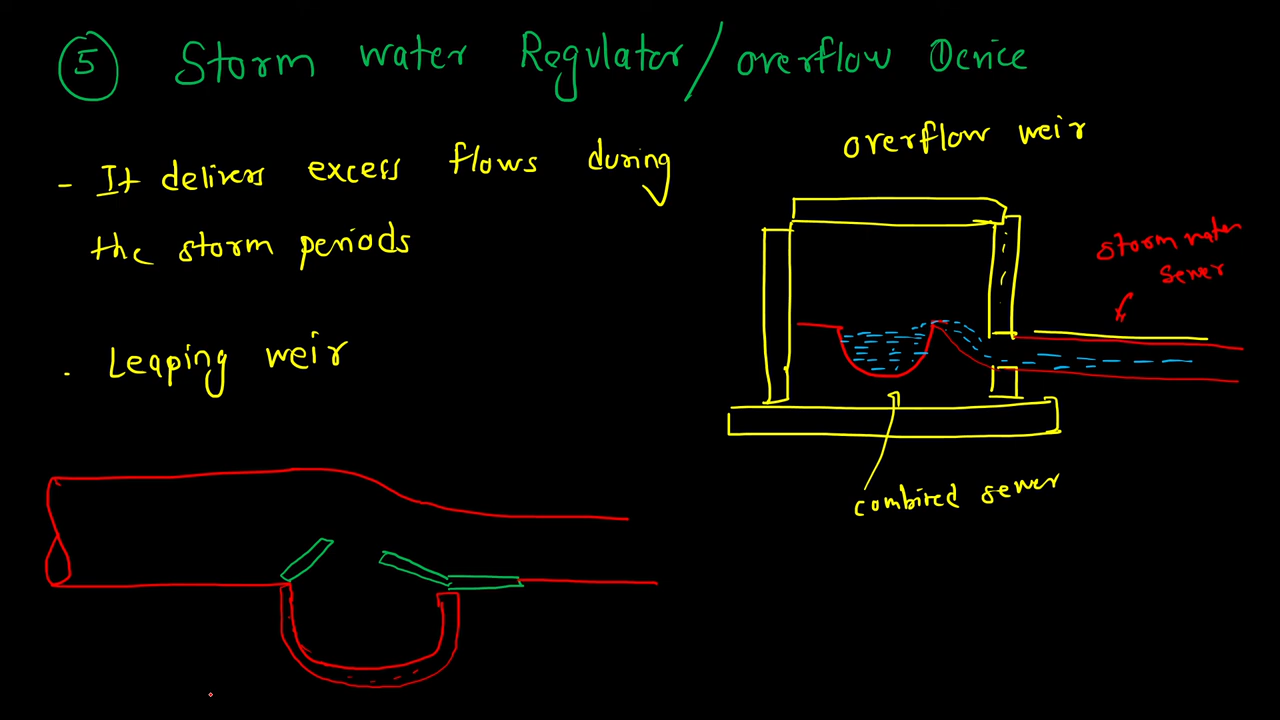 5 Storm water Regulator/overflow Device
- It delivers excess flows during
the storm periods
. Leaping weir
overflow weir
storm water
sewer
combined sewer